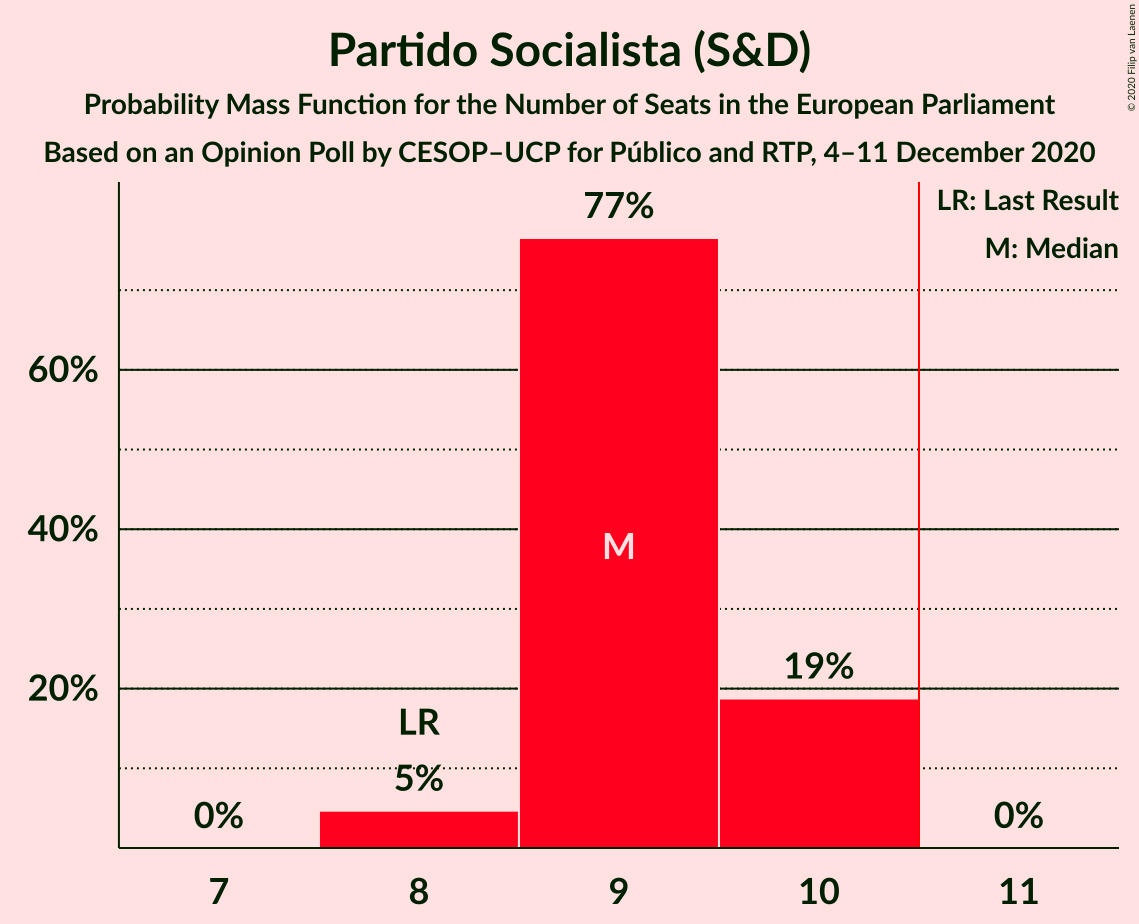 Partido Socialista (S&D)
Probability Mass Function for the Number of Seats in the European Parliament
Based on an Opinion Poll by CESOP–UCP for Público and RTP, 4–11 December 2020
© 2020 Filip van Laenen
LR: Last Result
M: Median
77%
60%
40%
20%
M
19%
LR
5%
0%
0%
7
8
9
10
11